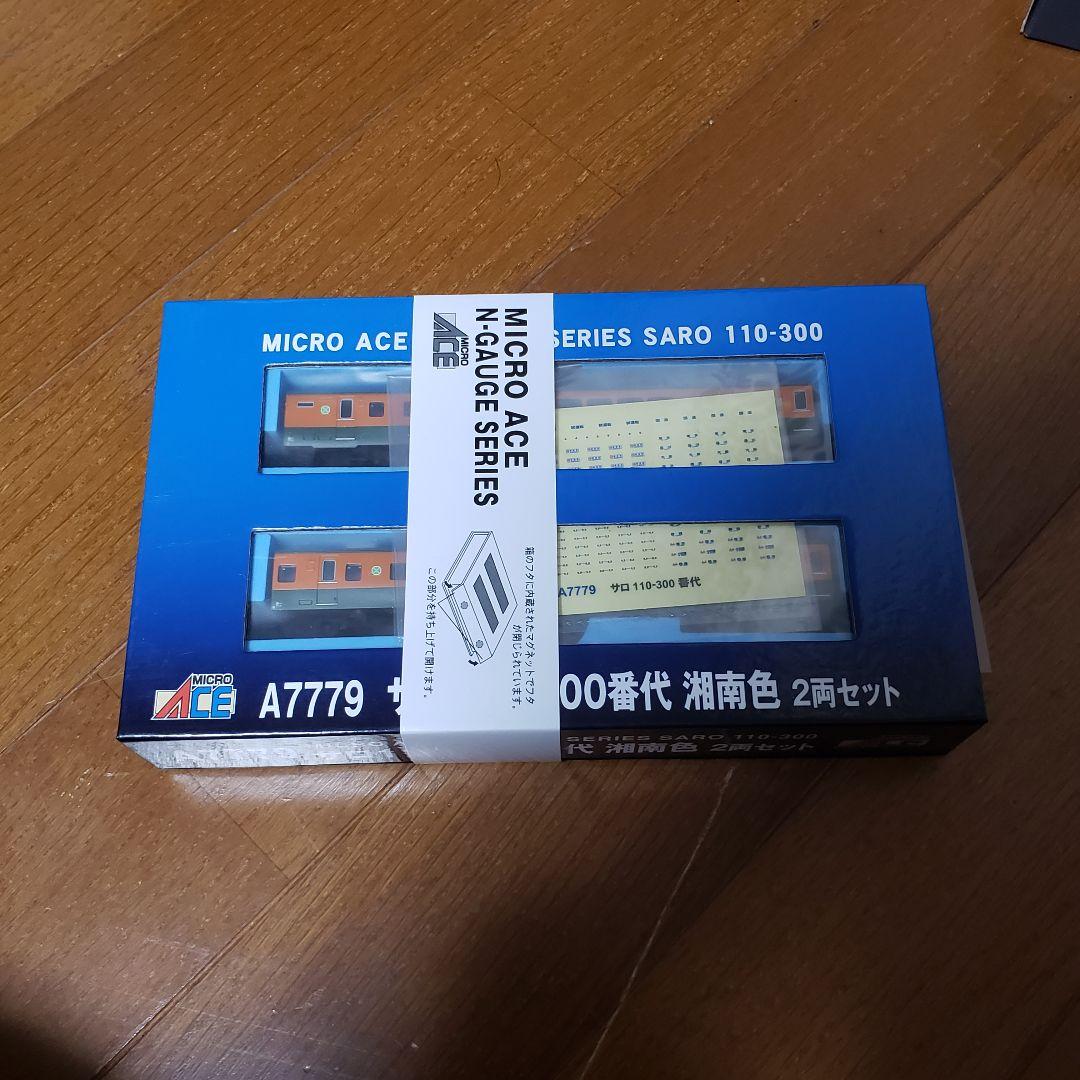 MICRO ACE
SERIES SARO 110-300
MICRO ACE
N-GAUGE SERIES
MICRO
ACE
箱のフタに内蔵されたマグネットでフタ
が閉じられています。
この部分を持ち上げて開けます。
A7779 サロ 110-300 番代
MICRO
ACE
A7779
00番代 湘南色 2両セット
SERIES SARO 110-300
代 湘南色 2両セット